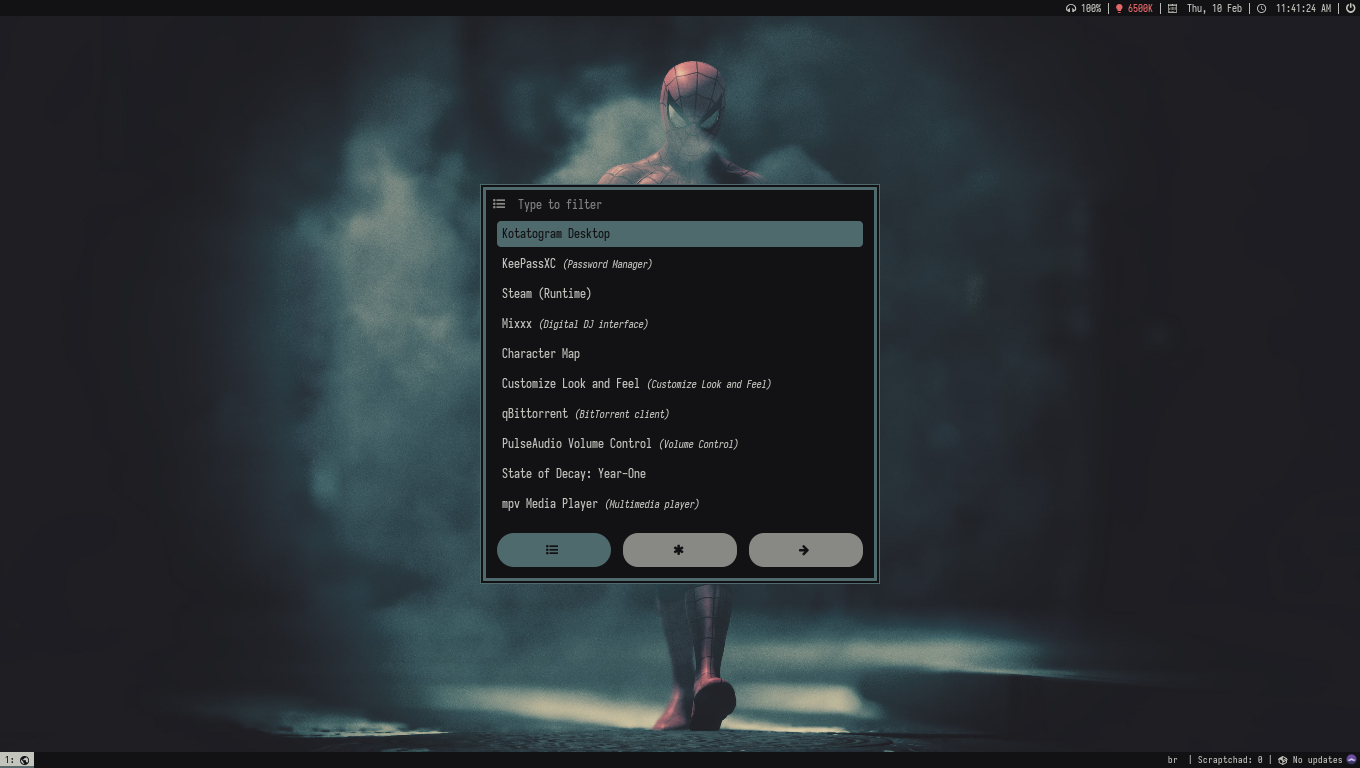 100% | 6500K | Thu, 10 Feb | 11:41:24 AM |
Type to filter
Kotatogram Desktop
KeePassXC (Password Manager)
Steam (Runtime)
Mixxx (Digital DJ interface)
Character Map
Customize Look and Feel (Customize Look and Feel)
qBittorrent (BitTorrent client)
PulseAudio Volume Control (Volume Control)
State of Decay: Year-One
mpv Media Player (Multimedia player)
1:
br | Scraptchad: 0 | No updates